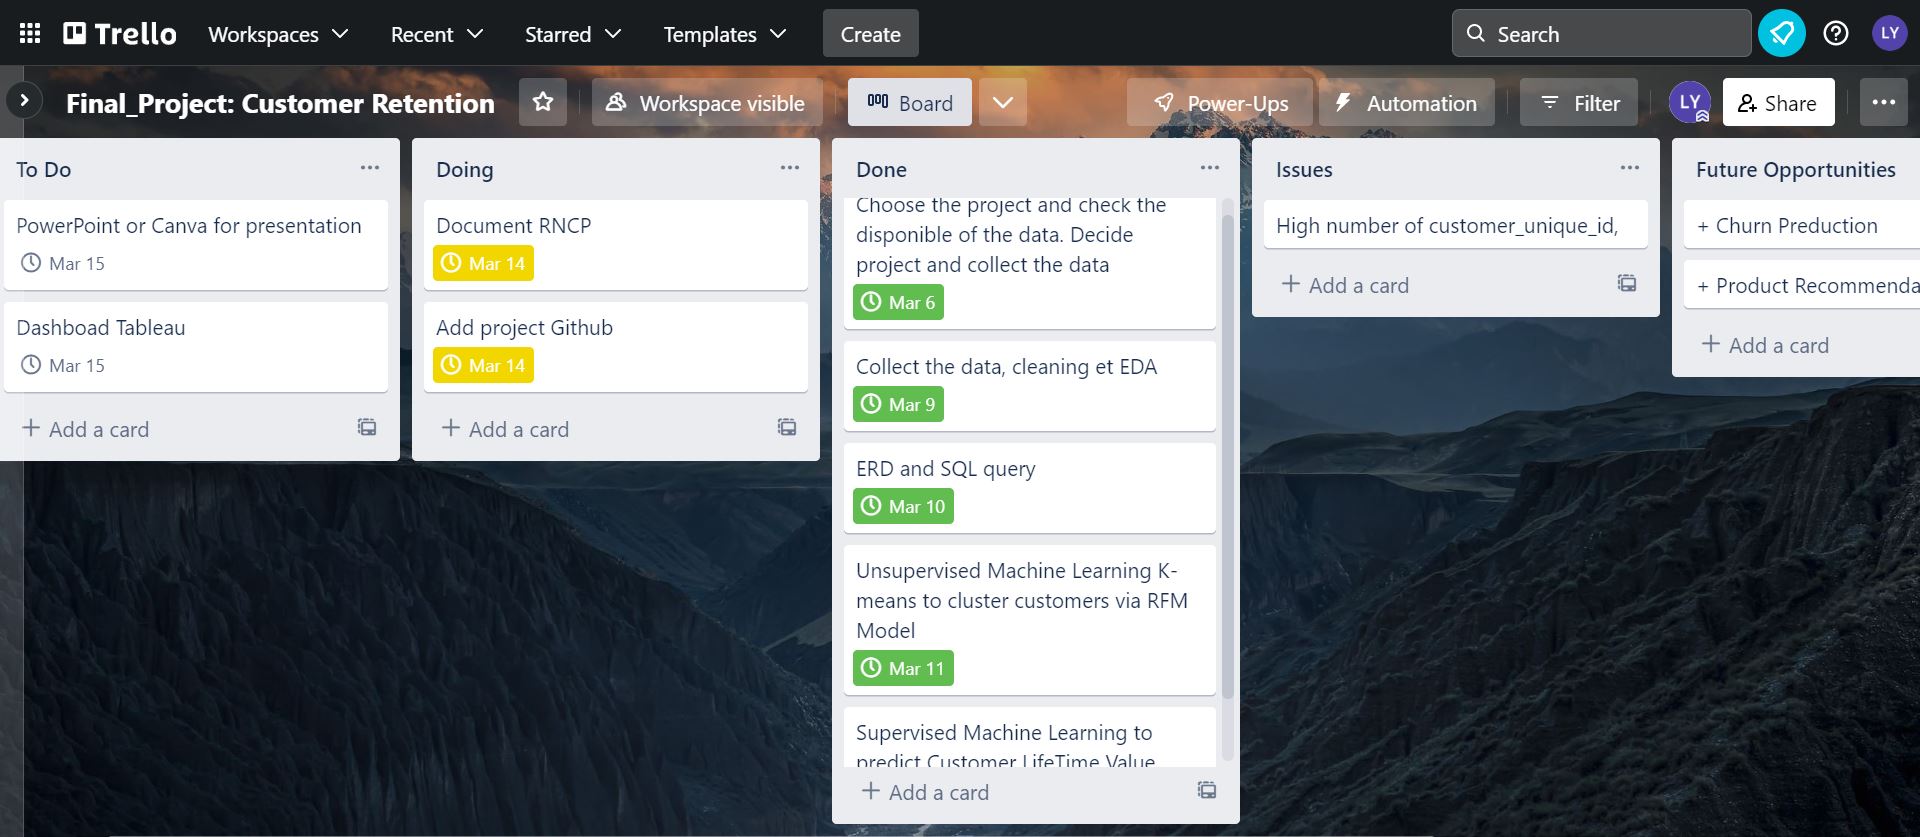 Trello Workspaces Recent Starred Templates Create Search LY
Final_Project: Customer Retention Workspace visible Board Power-Ups Automation Filter LY Share
To Do
PowerPoint or Canva for presentation
Mar 15
Dashboad Tableau
Mar 15
+ Add a card
Doing
Document RNCP
Mar 14
Add project Github
Mar 14
+ Add a card
Done
Choose the project and check the
disponible of the data. Decide
project and collect the data
Mar 6
Collect the data, cleaning et EDA
Mar 9
ERD and SQL query
Mar 10
Unsupervised Machine Learning K-
means to cluster customers via RFM
Model
Mar 11
Supervised Machine Learning to
predict Customer LifeTime Value
+ Add a card
Issues
High number of customer_unique_id,
+ Add a card
Future Opportunities
+ Churn Preduction
+ Product Recommenda
+ Add a card